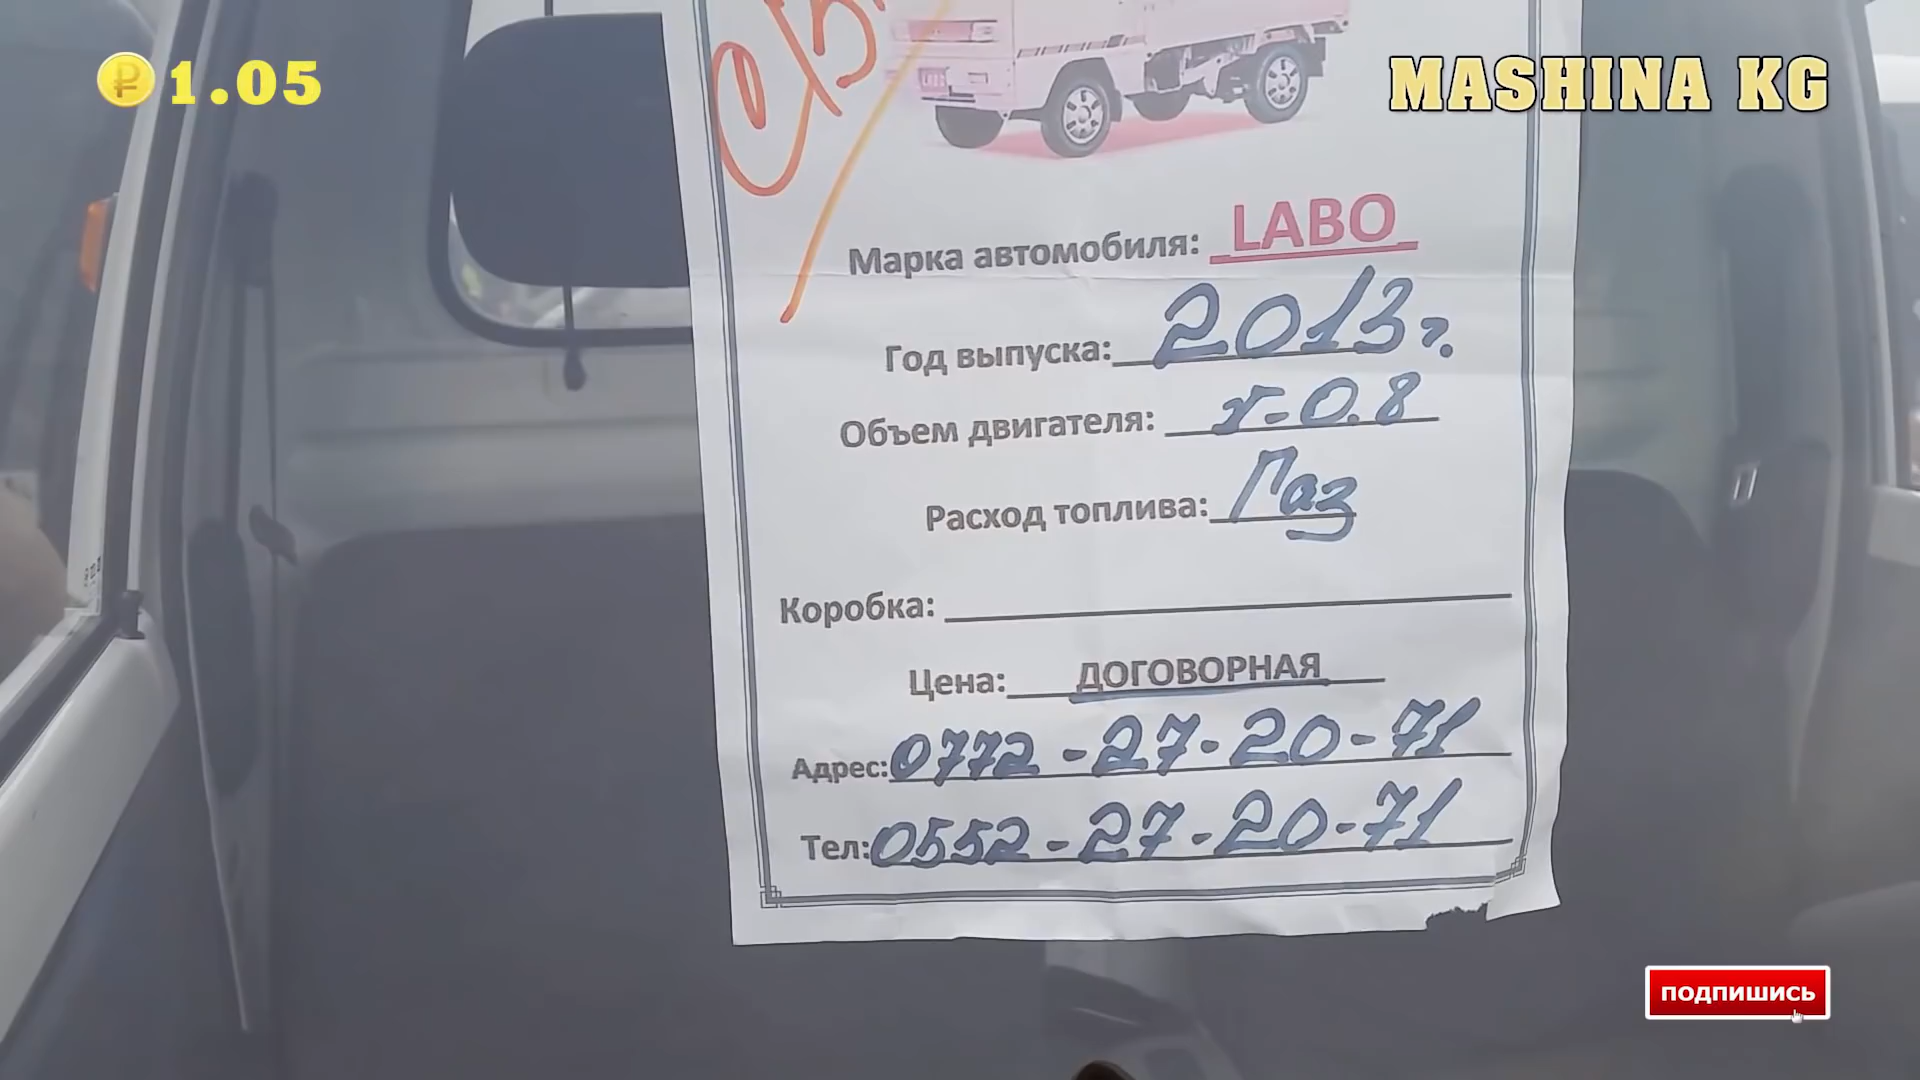 1.05
MASHINA KG
Марка автомобиля: LABO
Год выпуска: 2013 г.
Объем двигателя: v-0.8
Расход топлива: Газ
Коробка:
Цена: ДОГОВОРНАЯ
Адрес: 0772-27-20-71
Тел: 0552-27-20-71
ПОДПИШИСЬ